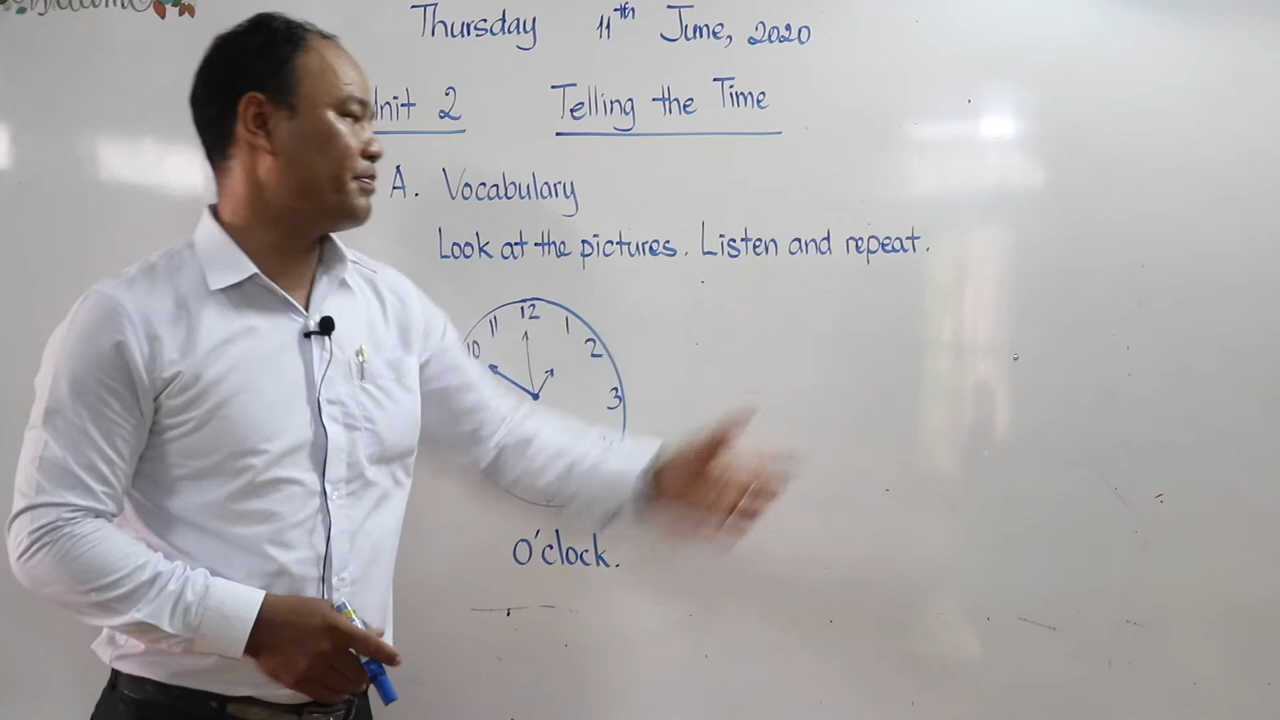 Thursday 11th June, 2020
2 Telling the Time
A. Vocabulary
Look at the pictures. Listen and repeat.
12
11 1
10 2
3
O'clock.